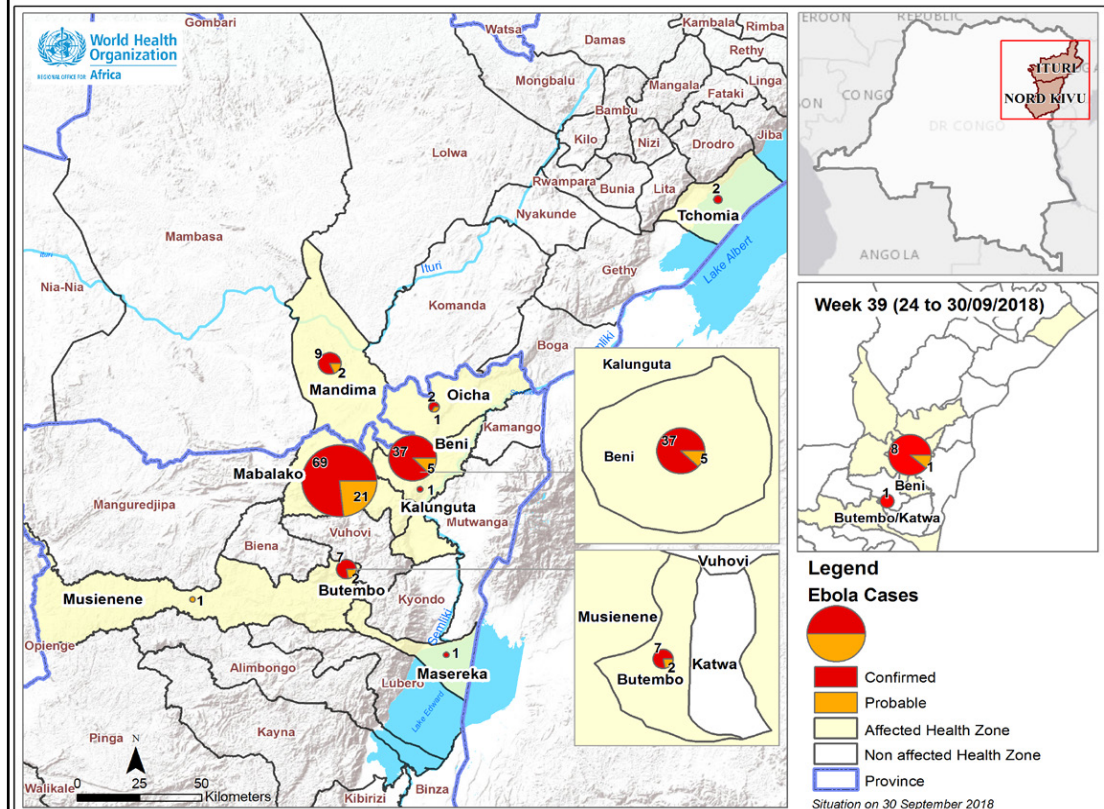 World Health
Organization
REGIONAL OFFICE FOR Africa
Gombari
Watsa
Kambala
Rimba
Damas
Rethy
Mongbalu
Mangala
Linga
Fataki
Bambu
Kilo
Nizi
Drodro
Jiba
Lolwa
Rwampara
Bunia
Lita
2
Tchomia
Nyakunde
Mambasa
Ituri
Gethy
Lake Albert
Nia-Nia
Ituri
Komanda
Boga
9
2
Mandima
2
Oicha
1
Kamango
Beni
37
5
69
21
Mabalako
1
Kalunguta
Manguredjipa
Mutwanga
Vuhovi
Biena
7
2
Butembo
Musienene
1
Kyondo
Semliki
Opienge
1
Masereka
Alimbongo
Lubero
Lake Edward
Kayna
Pinga
N
Walikale
0 25 50
Kilometers
Kibirizi
Binza
Kalunguta
37
Beni
5
Vuhovi
Musienene
7
2
Katwa
Butembo
REPUBLIC
ITURI
CONGO
NORD KIVU
DR CONGO
ANGOLA
Week 39 (24 to 30/09/2018)
8
1
Beni
1
Butembo/Katwa
Legend
Ebola Cases
Confirmed
Probable
Affected Health Zone
Non affected Health Zone
Province
Situation on 30 September 2018